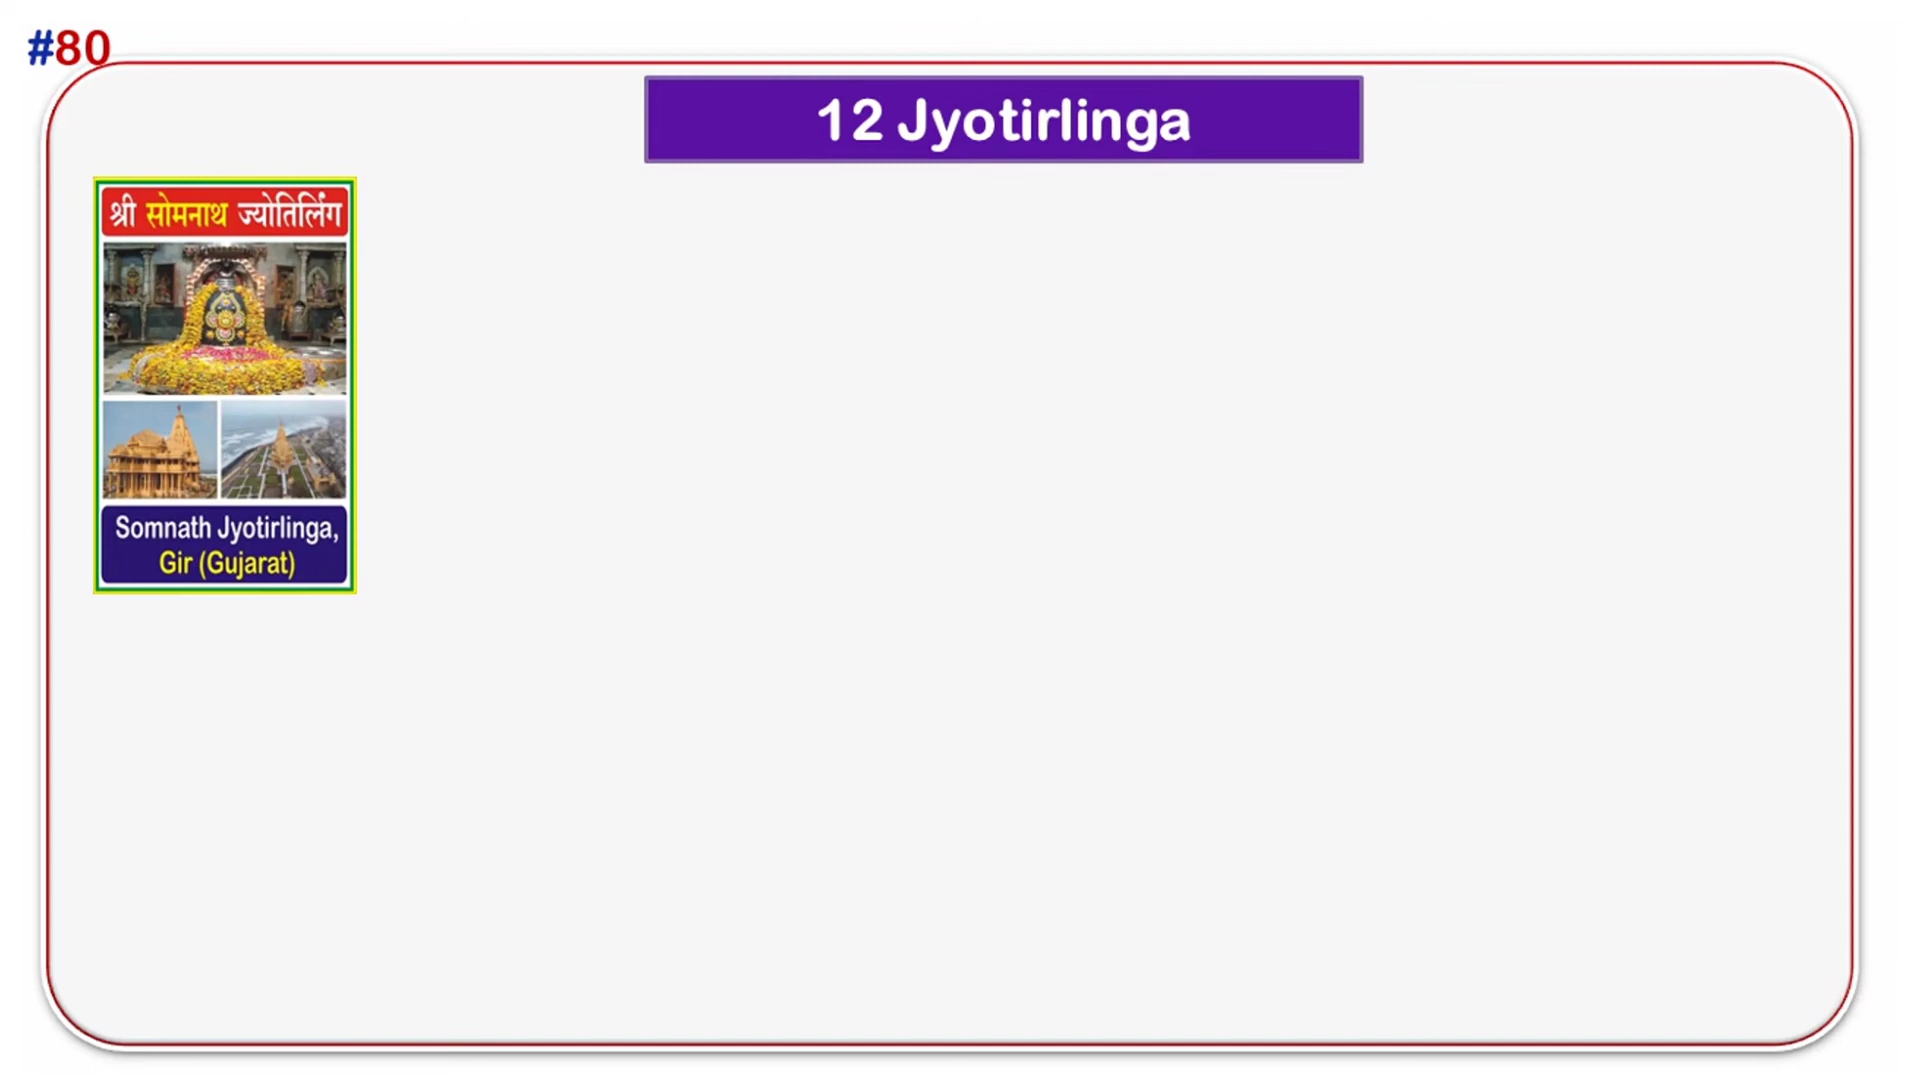 #80
12 Jyotirlinga
श्री सोमनाथ ज्योतिर्लिंग
Somnath Jyotirlinga,
Gir (Gujarat)